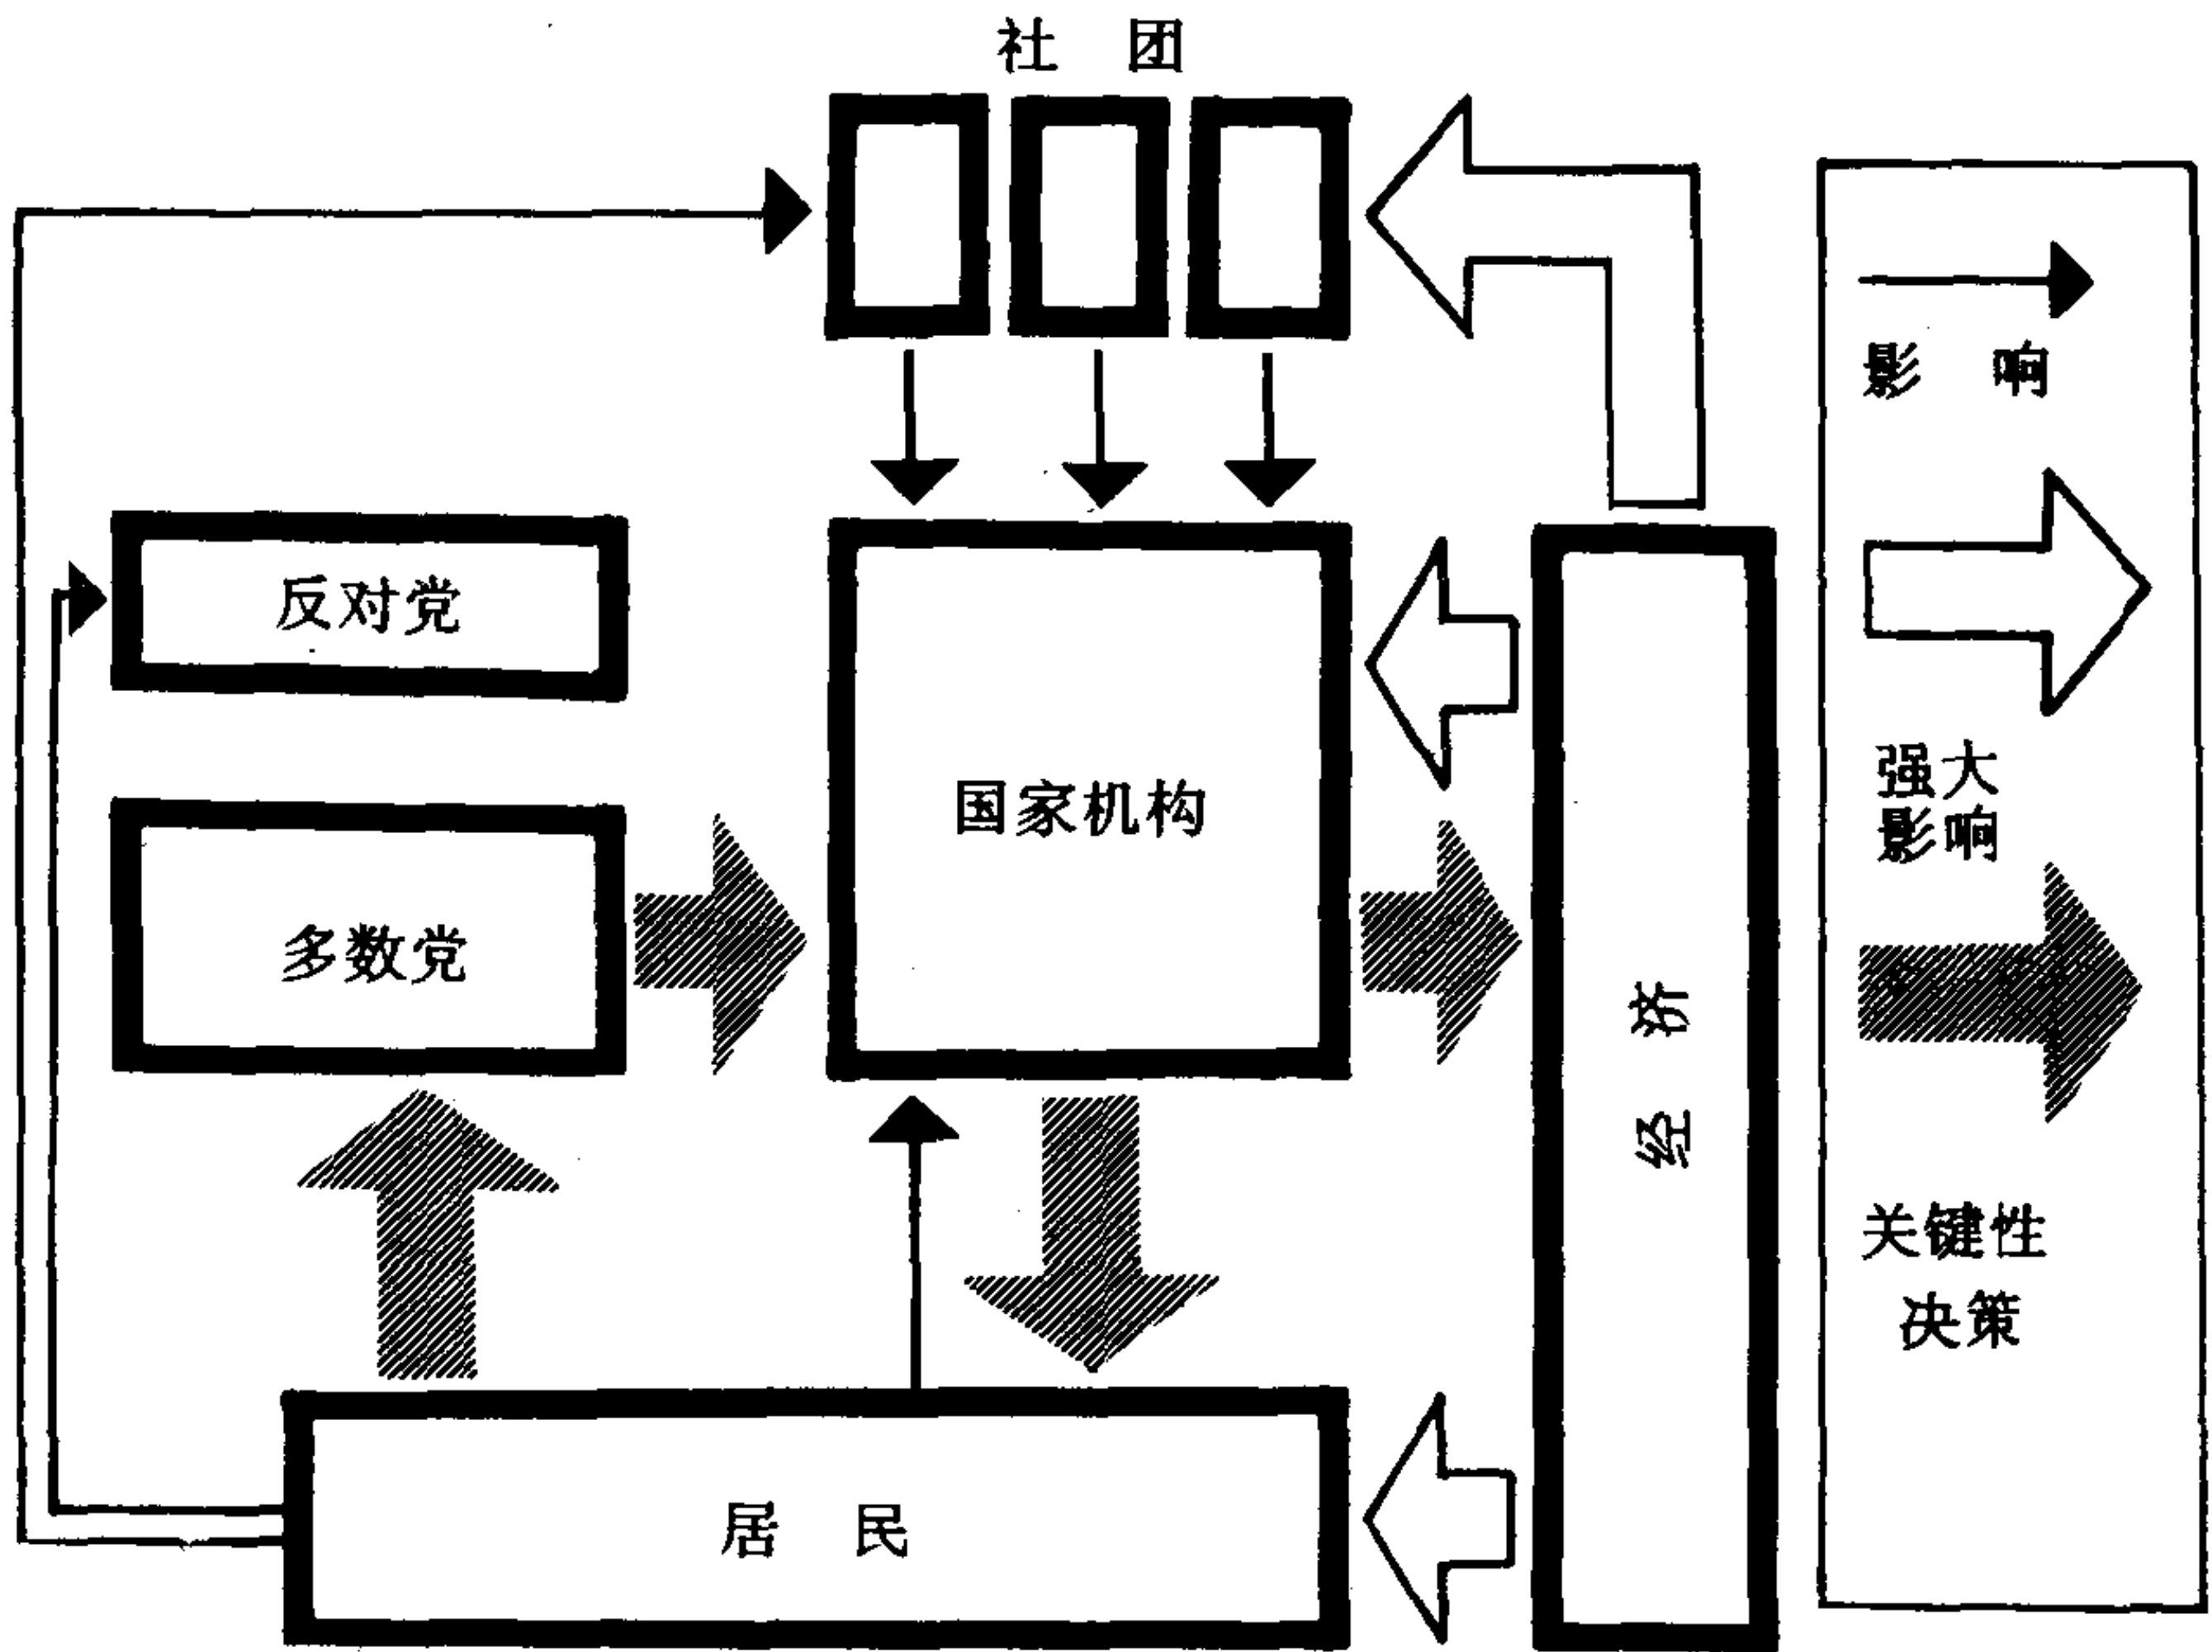 社 团
影 响
反对党
强大
影响
国家机构
多数党
经 济
关键性
决策
居 民